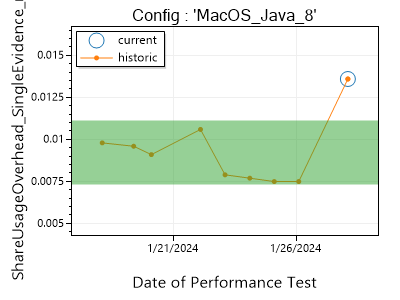 Config : 'MacOS_Java_8'
ShareUsageOverhead_SingleEvidence_
current
historic
0.015
0.0125
0.01
0.0075
0.005
1/21/2024
1/26/2024
Date of Performance Test